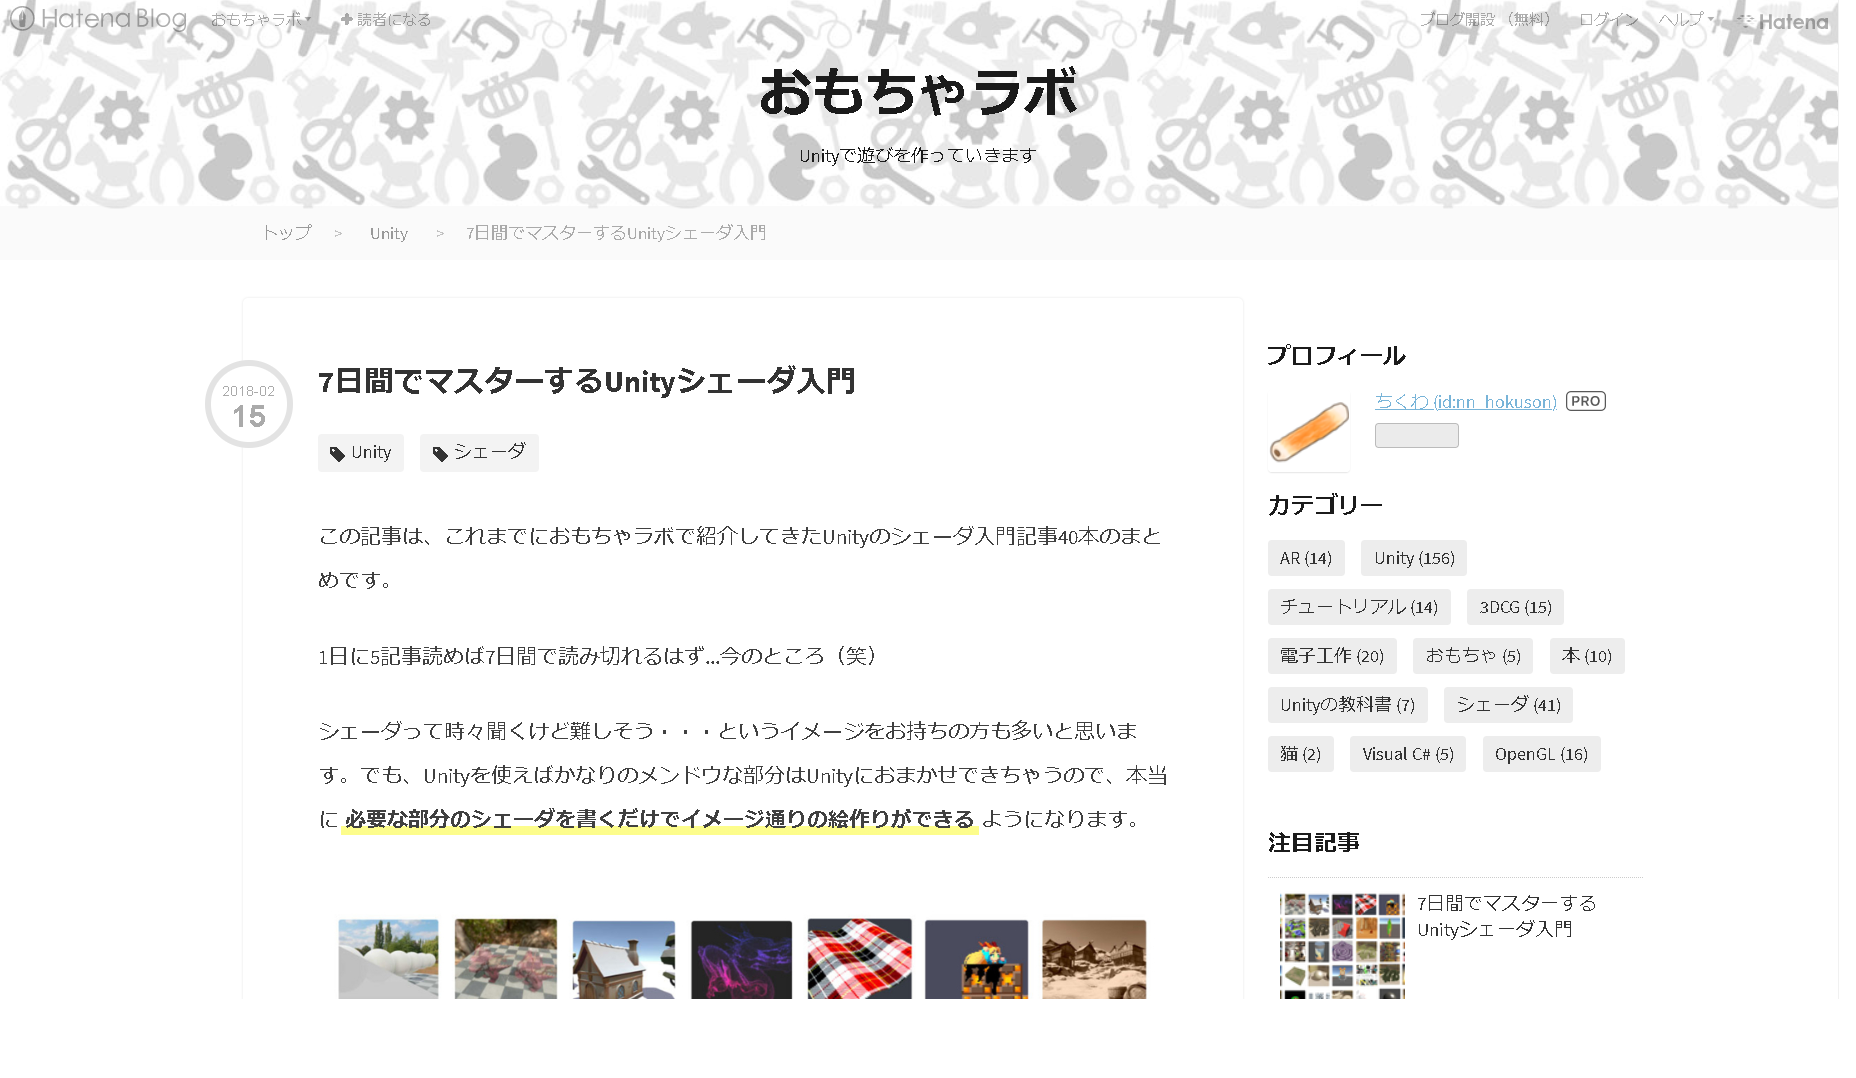 Hatena Blog おもちゃラボ 読者になる ブログ開設（無料） ログイン ヘルプ Hatena
おもちゃラボ
Unityで遊びを作っていきます
トップ > Unity > 7日間でマスターするUnityシェーダ入門
2018-02
15
7日間でマスターするUnityシェーダ入門
Unity シェーダ
この記事は、これまでにおもちゃラボで紹介してきたUnityのシェーダ入門記事40本のまと
めです。
1日に5記事読めば7日間で読み切れるはず...今のところ（笑）
シェーダって時々聞くけど難しそう・・・というイメージをお持ちの方も多いと思いま
す。でも、Unityを使えばかなりのメンドウな部分はUnityにおまかせできちゃうので、本当
に 必要な部分のシェーダを書くだけでイメージ通りの絵作りができる ようになります。
プロフィール
ちくわ (id:nn_hokuson) PRO
カテゴリー
AR (14) Unity (156)
チュートリアル (14) 3DCG (15)
電子工作 (20) おもちゃ (5) 本 (10)
Unityの教科書 (7) シェーダ (41)
猫 (2) Visual C# (5) OpenGL (16)
注目記事
7日間でマスターする
Unityシェーダ入門